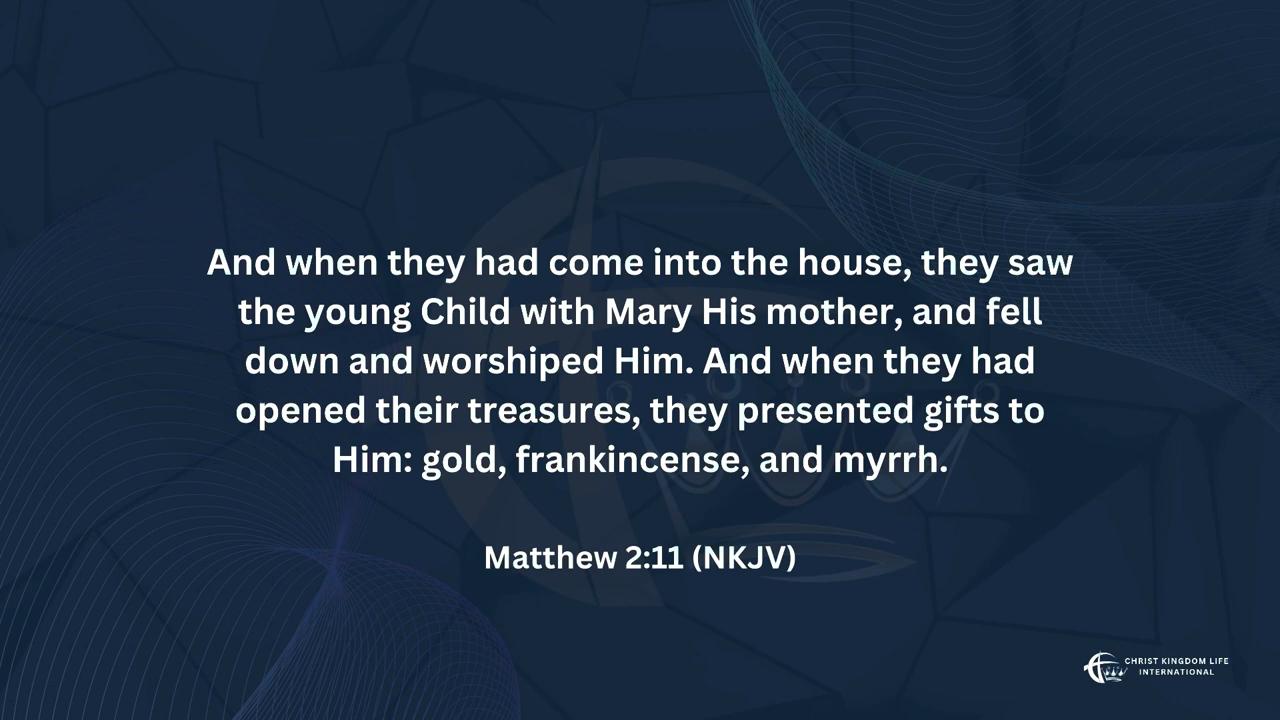 And when they had come into the house, they saw
the young Child with Mary His mother, and fell
down and worshiped Him. And when they had
opened their treasures, they presented gifts to
Him: gold, frankincense, and myrrh.
Matthew 2:11 (NKJV)
CHRIST KINGDOM LIFE
INTERNATIONAL